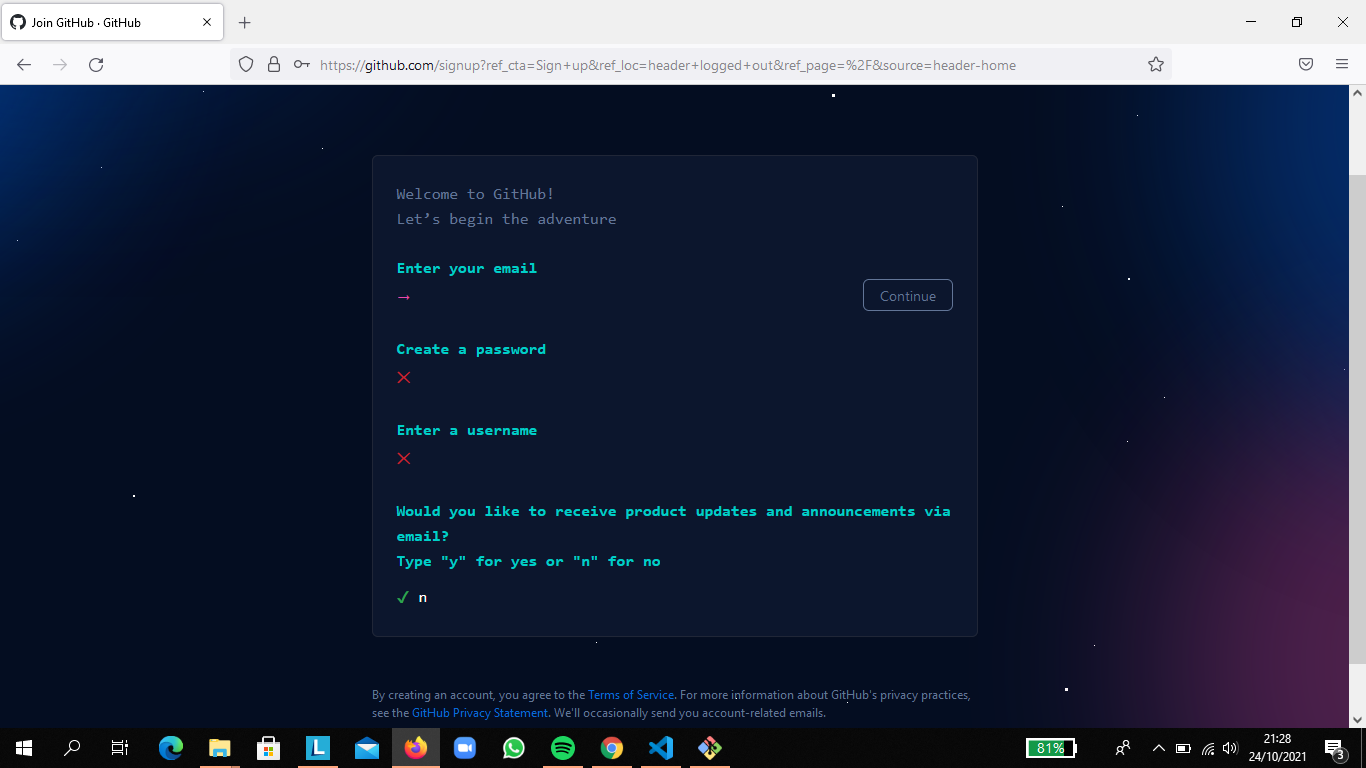 Join GitHub · GitHub
https://github.com/signup?ref_cta=Sign+up&ref_loc=header+logged+out&ref_page=%2F&source=header-home
Welcome to GitHub!
Let’s begin the adventure
Enter your email
→
Continue
Create a password
Enter a username
Would you like to receive product updates and announcements via
email?
Type "y" for yes or "n" for no
✓ n
By creating an account, you agree to the Terms of Service. For more information about GitHub's privacy practices,
see the GitHub Privacy Statement. We'll occasionally send you account-related emails.
L
81%
21:28
24/10/2021
3